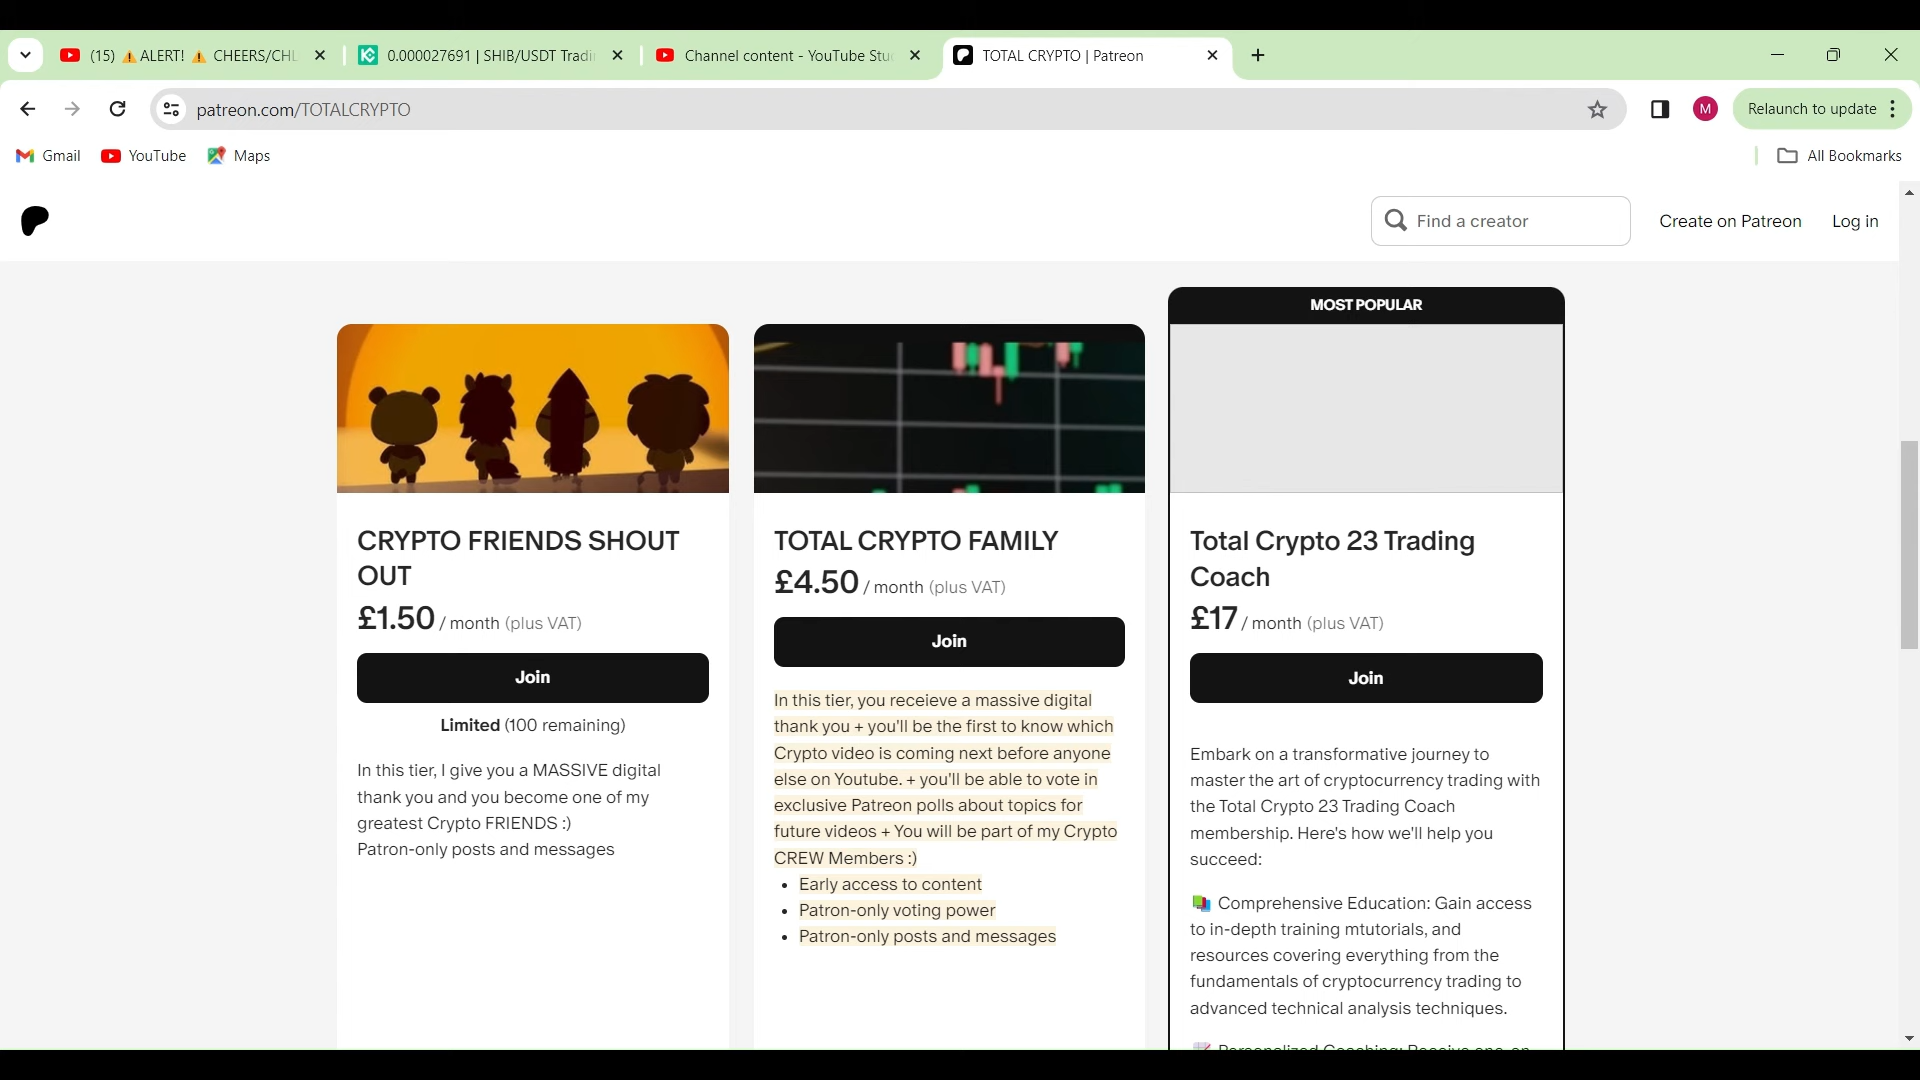 (15) ⚠ALERT! ⚠ CHEERS/CHL
0.000027691 | SHIB/USDT Tradi
Channel content - YouTube Stu
TOTAL CRYPTO | Patreon
patreon.com/TOTALCRYPTO
M
Relaunch to update
Gmail
YouTube
Maps
All Bookmarks
Find a creator
Create on Patreon
Log in
CRYPTO FRIENDS SHOUT
OUT
£1.50 / month (plus VAT)
Join
Limited (100 remaining)
In this tier, I give you a MASSIVE digital
thank you and you become one of my
greatest Crypto FRIENDS :)
Patron-only posts and messages
TOTAL CRYPTO FAMILY
£4.50 / month (plus VAT)
Join
In this tier, you receieve a massive digital
thank you + you'll be the first to know which
Crypto video is coming next before anyone
else on Youtube. + you'll be able to vote in
exclusive Patreon polls about topics for
future videos + You will be part of my Crypto
CREW Members :)
• Early access to content
• Patron-only voting power
• Patron-only posts and messages
MOST POPULAR
Total Crypto 23 Trading
Coach
£17 / month (plus VAT)
Join
Embark on a transformative journey to
master the art of cryptocurrency trading with
the Total Crypto 23 Trading Coach
membership. Here's how we'll help you
succeed:
📚 Comprehensive Education: Gain access
to in-depth training mtutorials, and
resources covering everything from the
fundamentals of cryptocurrency trading to
advanced technical analysis techniques.
Personalized Coaching: Receive one-on